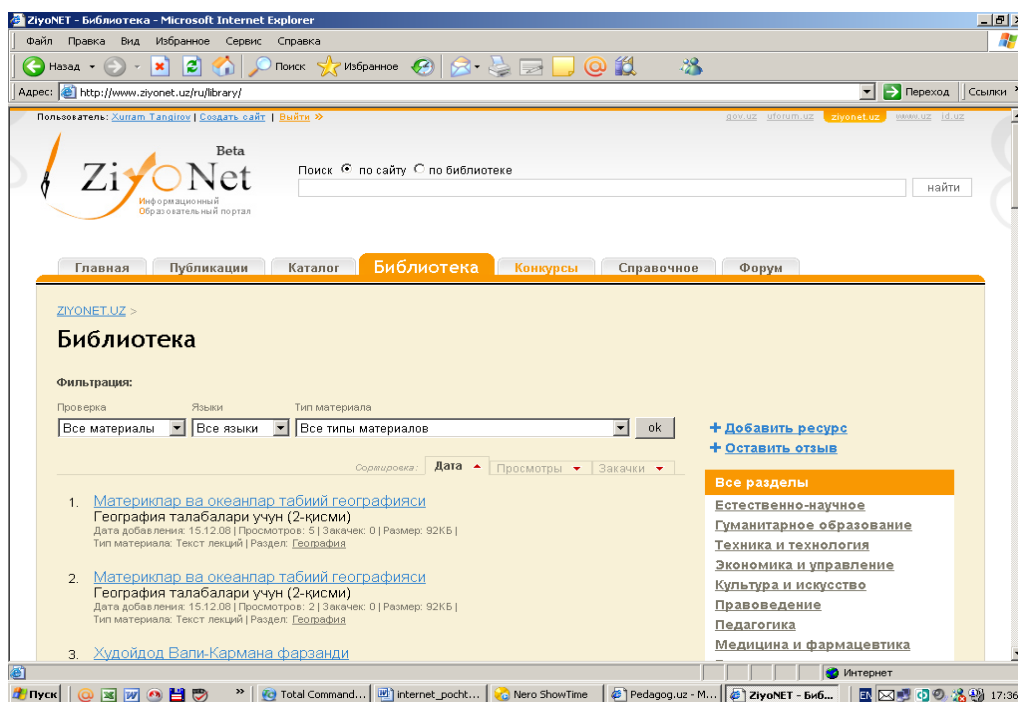 ZiyoNET - Библиотека - Microsoft Internet Explorer
Файл Правка Вид Избранное Сервис Справка
Назад Поиск Избранное
Адрес: http://www.ziyonet.uz/ru/library/ Переход Ссылки
Пользователь: Xurram Tangirov | Создать сайт | Выйти » gov.uz uforum.uz ziyonet.uz www.uz id.uz
Beta
ZiyoNet
Информационный
Образовательный портал
Поиск по сайту по библиотеке
найти
Главная Публикации Каталог Библиотека Конкурсы Справочное Форум
ZIYONET.UZ >
Библиотека
Фильтрация:
Проверка Языки Тип материала
Все материалы Все языки Все типы материалов ok
+ Добавить ресурс
+ Оставить отзыв
Сортировка: Дата Просмотры Закачки
1. Материклар ва океанлар табиий географияси
География талабалари учун (2-қисми)
Дата добавления: 15.12.08 | Просмотров: 5 | Закачек: 0 | Размер: 92КБ |
Тип материала: Текст лекций | Раздел: География
2. Материклар ва океанлар табиий географияси
География талабалари учун (2-қисми)
Дата добавления: 15.12.08 | Просмотров: 2 | Закачек: 0 | Размер: 92КБ |
Тип материала: Текст лекций | Раздел: География
3. Худойдод Вали-Кармана фарзанди
Все разделы
Естественно-научное
Гуманитарное образование
Техника и технология
Экономика и управление
Культура и искусство
Правоведение
Педагогика
Медицина и фармацевтика
Интернет
Пуск » Total Command... internet_pocht... Nero ShowTime Pedagog.uz - M... ZiyoNET - Биб... EN 17:36